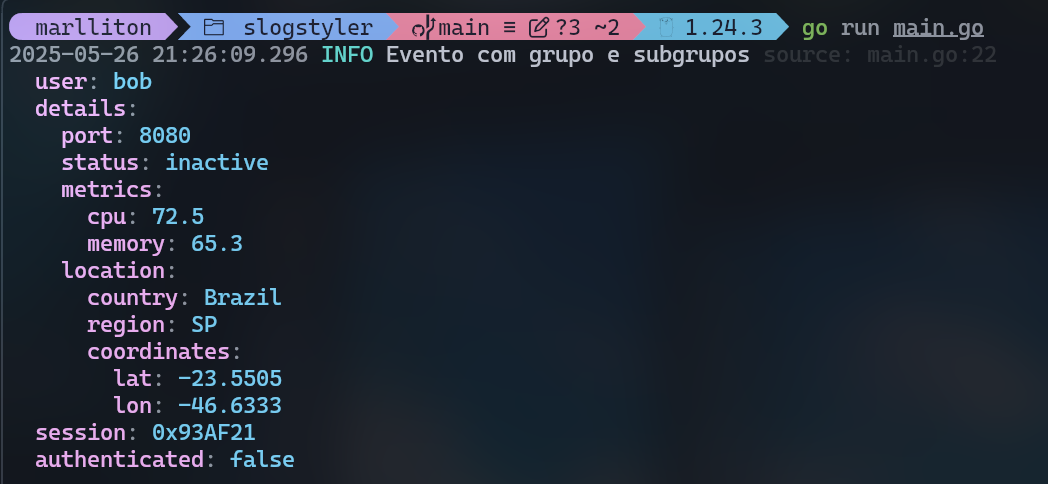 marlliton slogstyler main ≡ ?3 ~2 1.24.3 go run main.go
2025-05-26 21:26:09.296 INFO Evento com grupo e subgrupos source: main.go:22
user: bob
details:
port: 8080
status: inactive
metrics:
cpu: 72.5
memory: 65.3
location:
country: Brazil
region: SP
coordinates:
lat: -23.5505
lon: -46.6333
session: 0x93AF21
authenticated: false